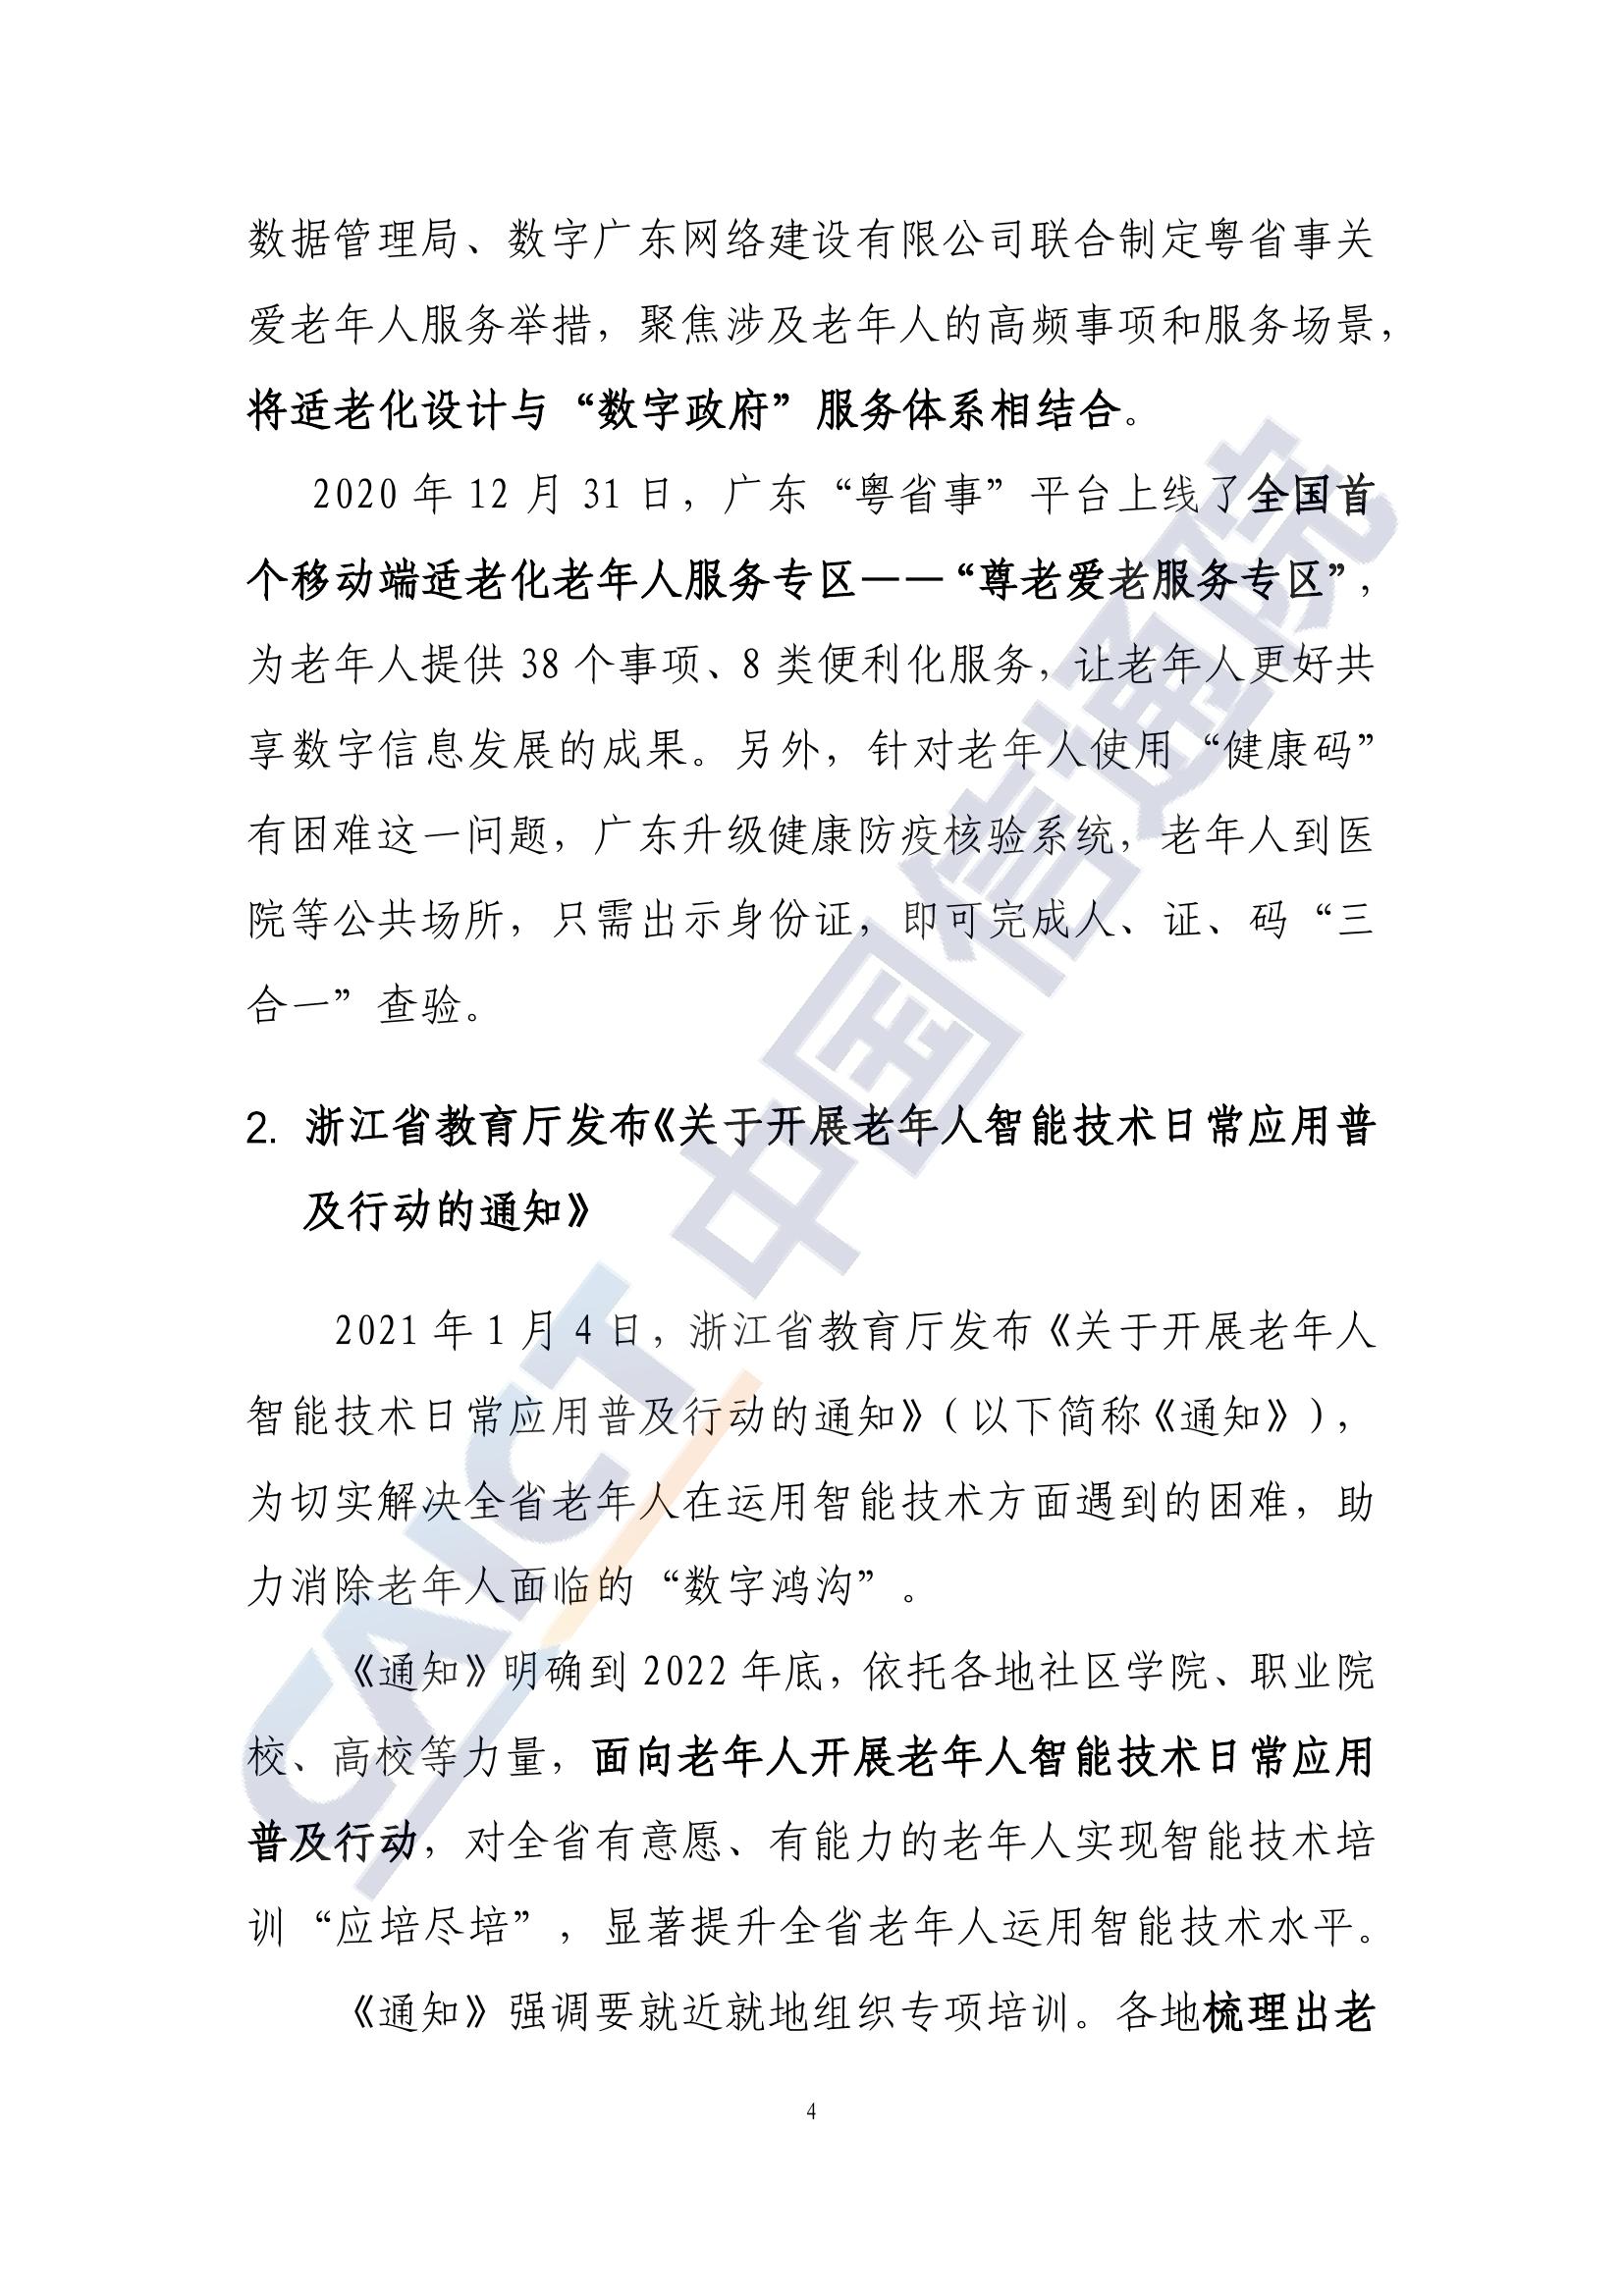 数据管理局、数字广东网络建设有限公司联合制定粤省事关
爱老年人服务举措，聚焦涉及老年人的高频事项和服务场景，
将适老化设计与“数字政府”服务体系相结合。
2020 年 12 月 31 日，广东“粤省事”平台上线了全国首
个移动端适老化老年人服务专区——“尊老爱老服务专区”，
为老年人提供 38 个事项、8 类便利化服务，让老年人更好共
享数字信息发展的成果。另外，针对老年人使用“健康码”
有困难这一问题，广东升级健康防疫核验系统，老年人到医
院等公共场所，只需出示身份证，即可完成人、证、码“三
合一”查验。
2. 浙江省教育厅发布《关于开展老年人智能技术日常应用普
及行动的通知》
2021 年 1 月 4 日，浙江省教育厅发布《关于开展老年人
智能技术日常应用普及行动的通知》（以下简称《通知》），
为切实解决全省老年人在运用智能技术方面遇到的困难，助
力消除老年人面临的“数字鸿沟”。
《通知》明确到 2022 年底，依托各地社区学院、职业院
校、高校等力量，面向老年人开展老年人智能技术日常应用
普及行动，对全省有意愿、有能力的老年人实现智能技术培
训“应培尽培”，显著提升全省老年人运用智能技术水平。
《通知》强调要就近就地组织专项培训。各地梳理出老
4
CAICT 中国信通院